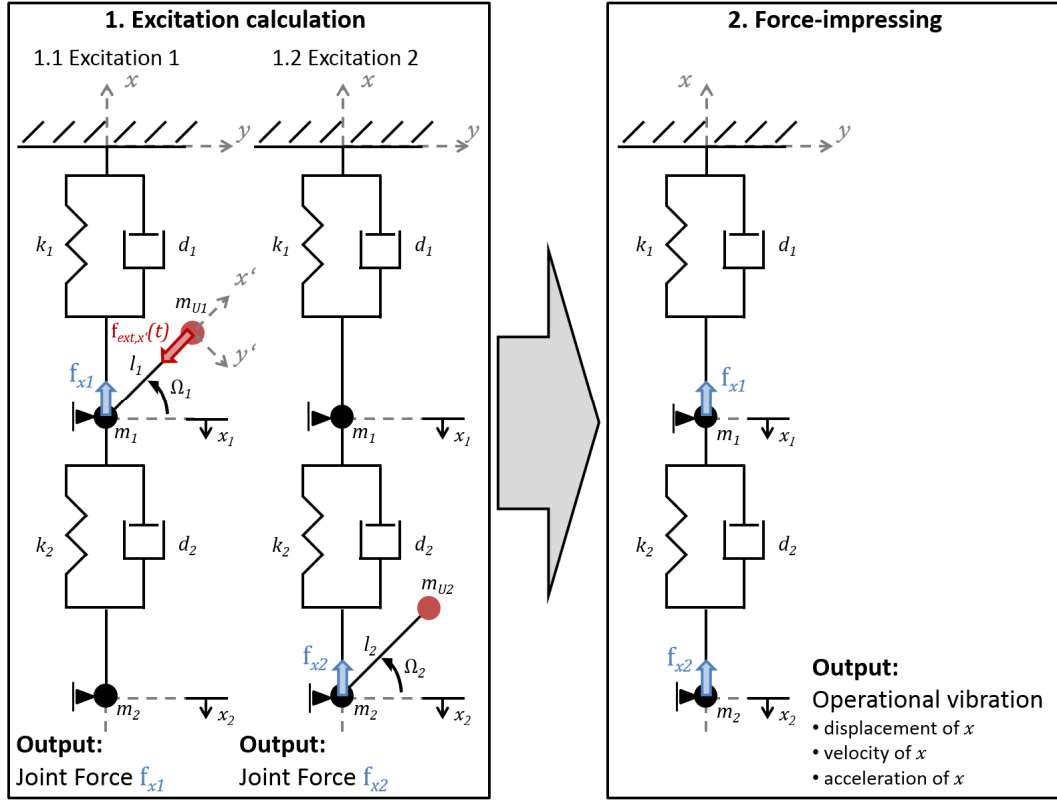 1. Excitation calculation
1.1 Excitation 1
1.2 Excitation 2
x
x
y
y
k1
d1
k1
d1
x‘
mU1
fext,x‘(t)
y‘
l1
fx1
Ω1
m1
x1
m1
x1
k2
d2
k2
d2
mU2
l2
fx2
Ω2
m2
x2
m2
x2
Output:
Joint Force fx1
Output:
Joint Force fx2
2. Force-impressing
x
y
k1
d1
fx1
m1
x1
k2
d2
fx2
m2
x2
Output:
Operational vibration
• displacement of x
• velocity of x
• acceleration of x